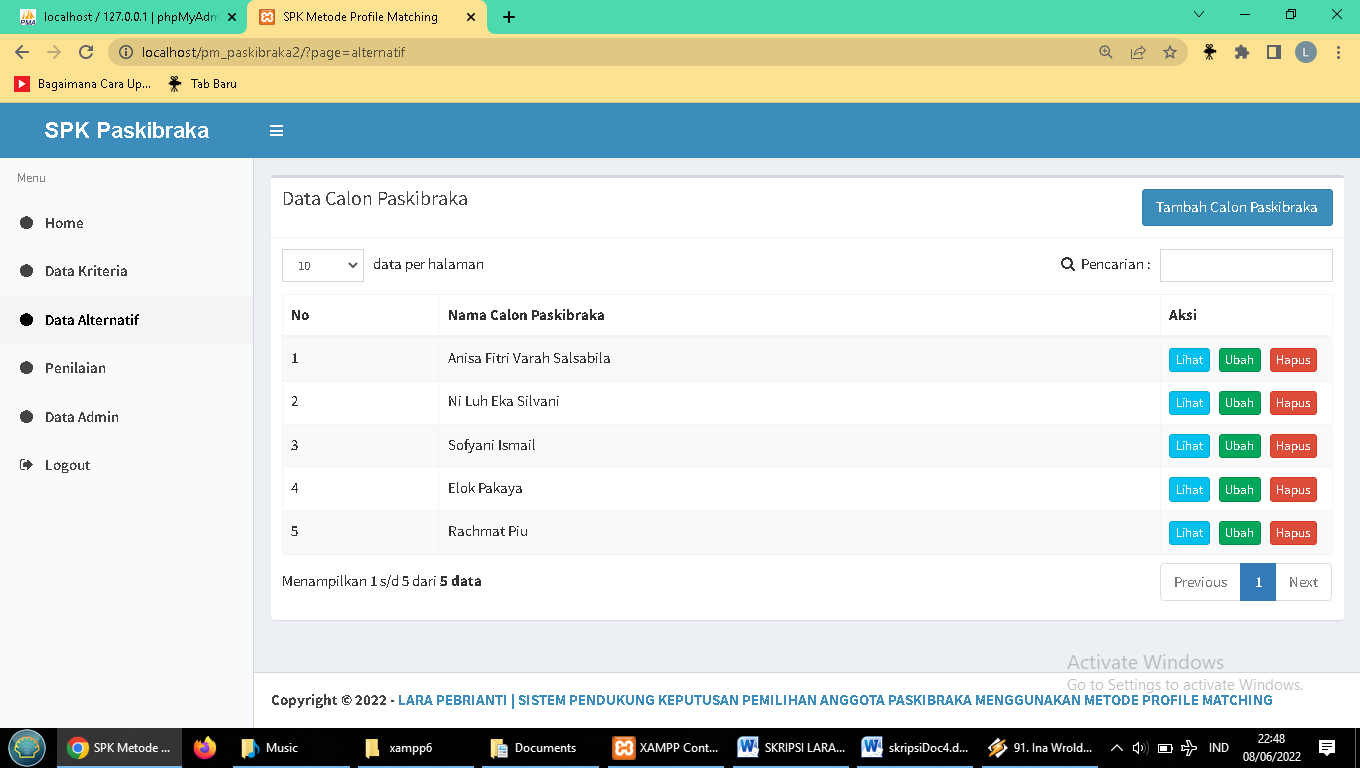 localhost / 127.0.0.1 | phpMyAdm
SPK Metode Profile Matching
localhost/pm_paskibraka2/?page=alternatif
L
Bagaimana Cara Up...
Tab Baru
SPK Paskibraka
Menu
Home
Data Kriteria
Data Alternatif
Penilaian
Data Admin
Logout
Data Calon Paskibraka
Tambah Calon Paskibraka
10 data per halaman
Pencarian :
No Nama Calon Paskibraka Aksi
1 Anisa Fitri Varah Salsabila Lihat Ubah Hapus
2 Ni Luh Eka Silvani Lihat Ubah Hapus
3 Sofyani Ismail Lihat Ubah Hapus
4 Elok Pakaya Lihat Ubah Hapus
5 Rachmat Piu Lihat Ubah Hapus
Menampilkan 1 s/d 5 dari 5 data
Previous 1 Next
Activate Windows
Go to Settings to activate Windows.
Copyright © 2022 - LARA PEBRIANTI | SISTEM PENDUKUNG KEPUTUSAN PEMILIHAN ANGGOTA PASKIBRAKA MENGGUNAKAN METODE PROFILE MATCHING
SPK Metode ...
Music
xampp6
Documents
XAMPP Cont...
SKRIPSI LARA...
skripsiDoc4.d...
91. Ina Wrold...
IND
22:48
08/06/2022